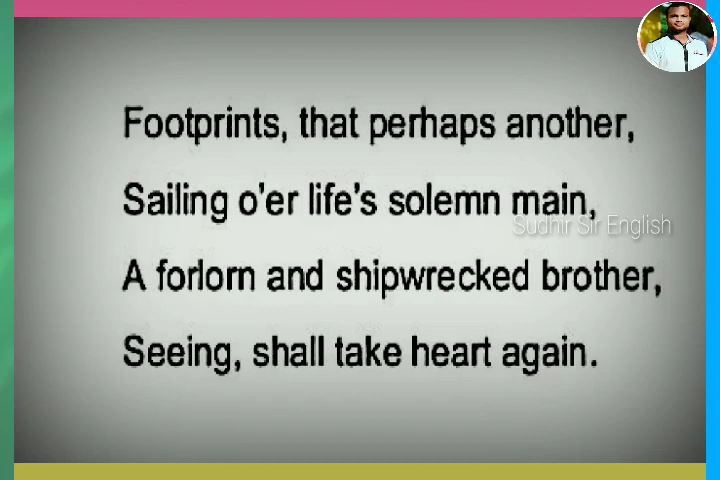 Footprints, that perhaps another,
Sailing o'er life's solemn main,
Sudhir Sir English
A forlorn and shipwrecked brother,
Seeing, shall take heart again.